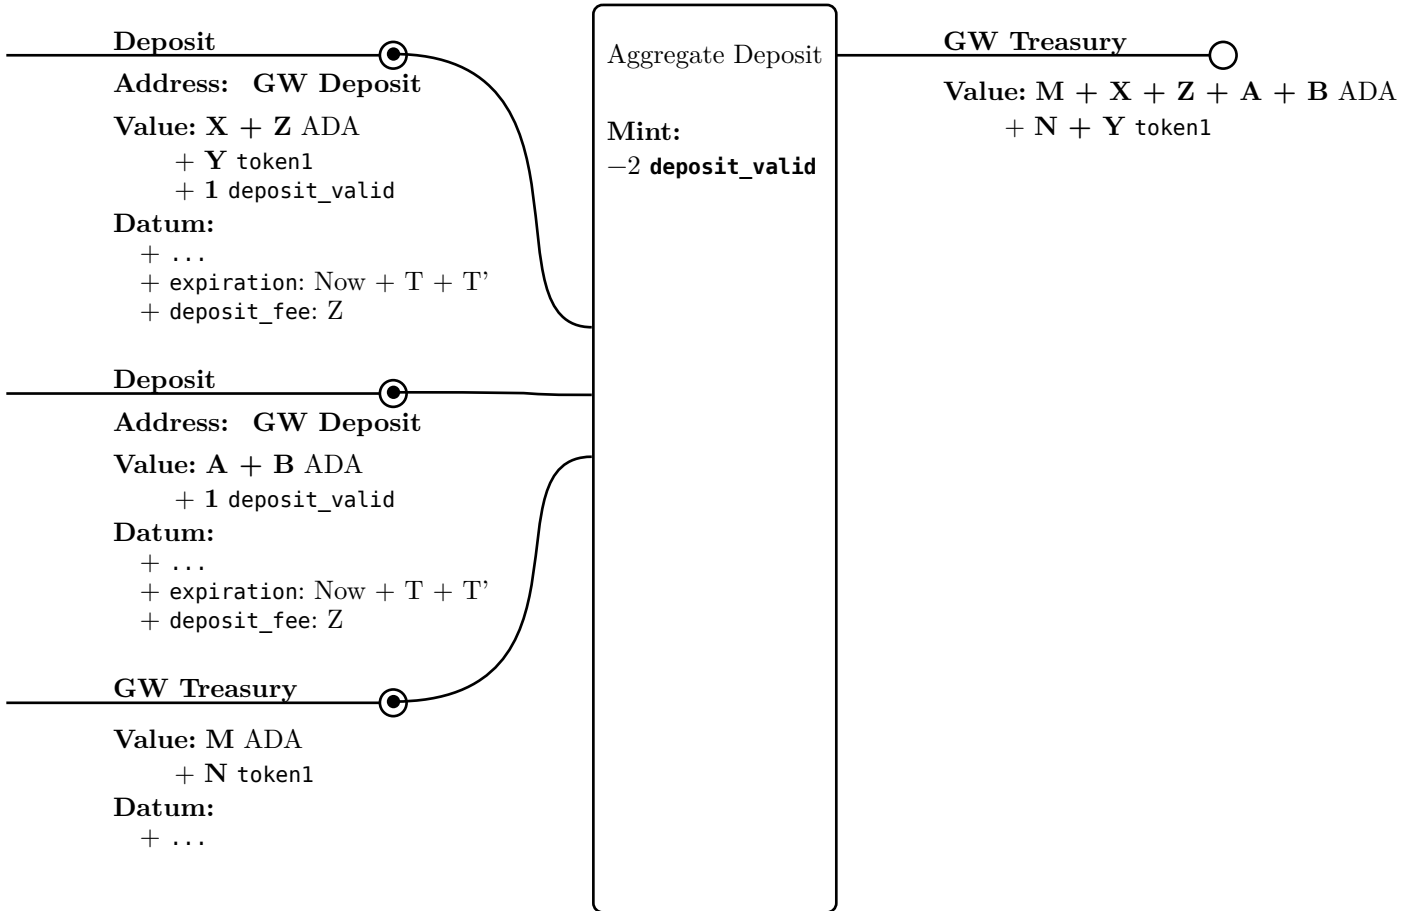 Deposit
Address: GW Deposit
Value: X + Z ADA
+ Y token1
+ 1 deposit_valid
Datum:
+ ...
+ expiration: Now + T + T’
+ deposit_fee: Z
Deposit
Address: GW Deposit
Value: A + B ADA
+ 1 deposit_valid
Datum:
+ ...
+ expiration: Now + T + T’
+ deposit_fee: Z
GW Treasury
Value: M ADA
+ N token1
Datum:
+ ...
Aggregate Deposit
Mint:
−2 deposit_valid
GW Treasury
Value: M + X + Z + A + B ADA
+ N + Y token1